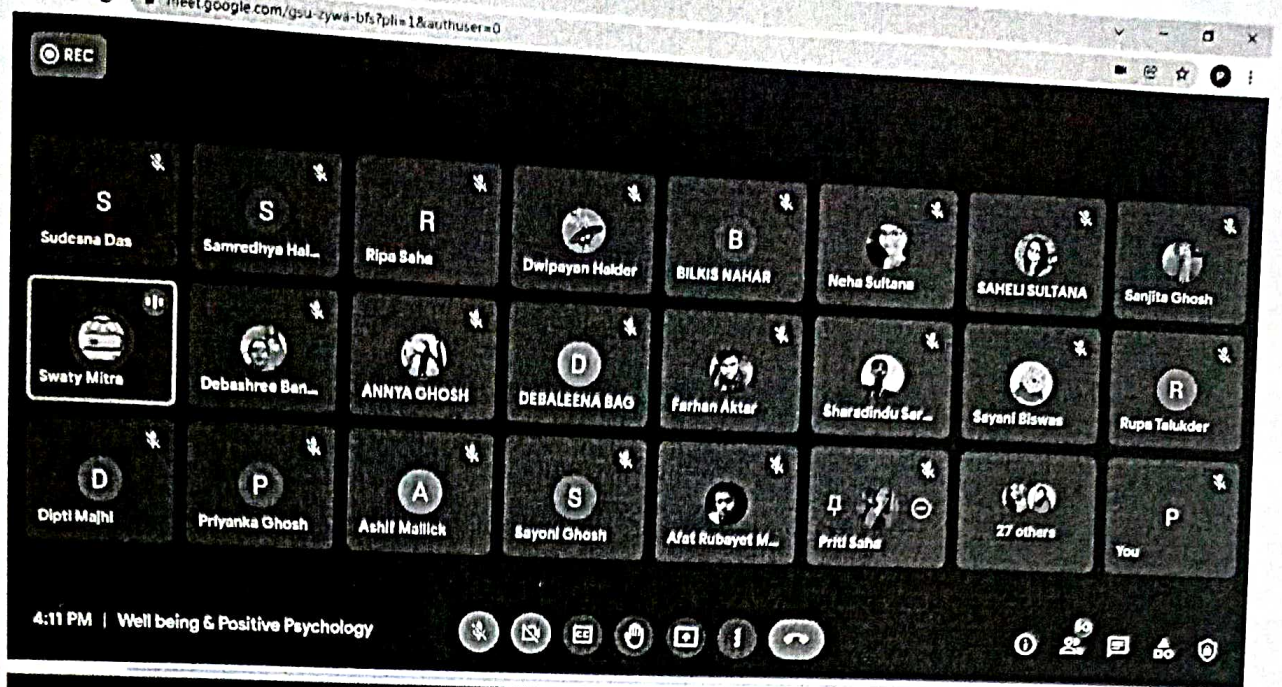 meet.google.com/gsu-zywa-bfs?pli=1&authuser=0
REC
S
S
R
B
Sudesna Das
Samredhya Hal...
Ripa Saha
Dwipayan Halder
BILKIS NAHAR
Neha Sultana
SAHELI SULTANA
Sanjita Ghosh
D
R
Swaty Mitra
Debashree Ban...
ANNYA GHOSH
DEBALEENA BAG
Farhan Aktar
Sharadindu Sar...
Sayani Biswas
Rupa Talukder
D
P
A
S
P
Dipti Majhi
Priyanka Ghosh
Ashif Mallick
Sayoni Ghosh
Afat Rubayet M...
Priti Saha
27 others
You
4:11 PM | Well being & Positive Psychology
CC